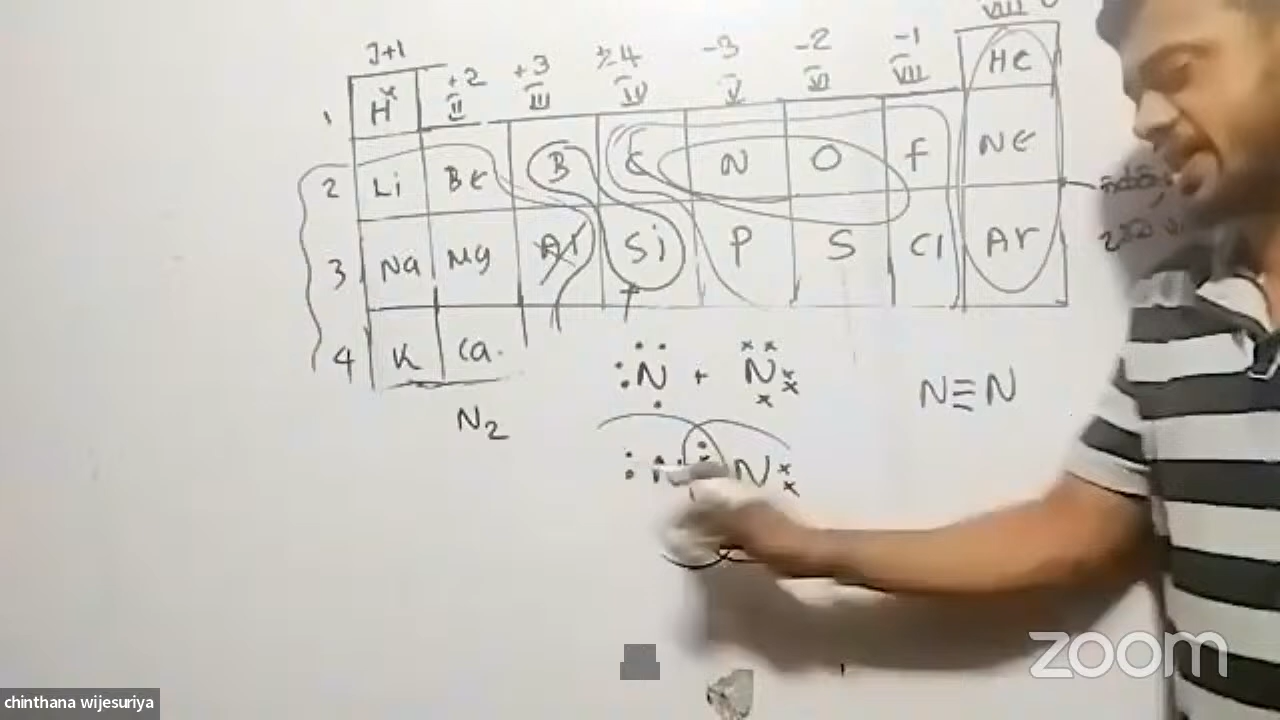 I+1 +2 +3 ±4 -3 -2 -1 VIII 0
II III IV V VI VII
1 H He
2 Li Be B C N O F Ne
3 Na Mg Al Si P S Cl Ar
4 K Ca.
N + N N≡N
N2
N N
zoom
chinthana wijesuriya